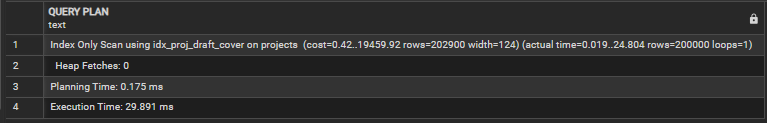 QUERY PLAN
text
1 Index Only Scan using idx_proj_draft_cover on projects (cost=0.42..19459.92 rows=202900 width=124) (actual time=0.019..24.804 rows=200000 loops=1)
2 Heap Fetches: 0
3 Planning Time: 0.175 ms
4 Execution Time: 29.891 ms